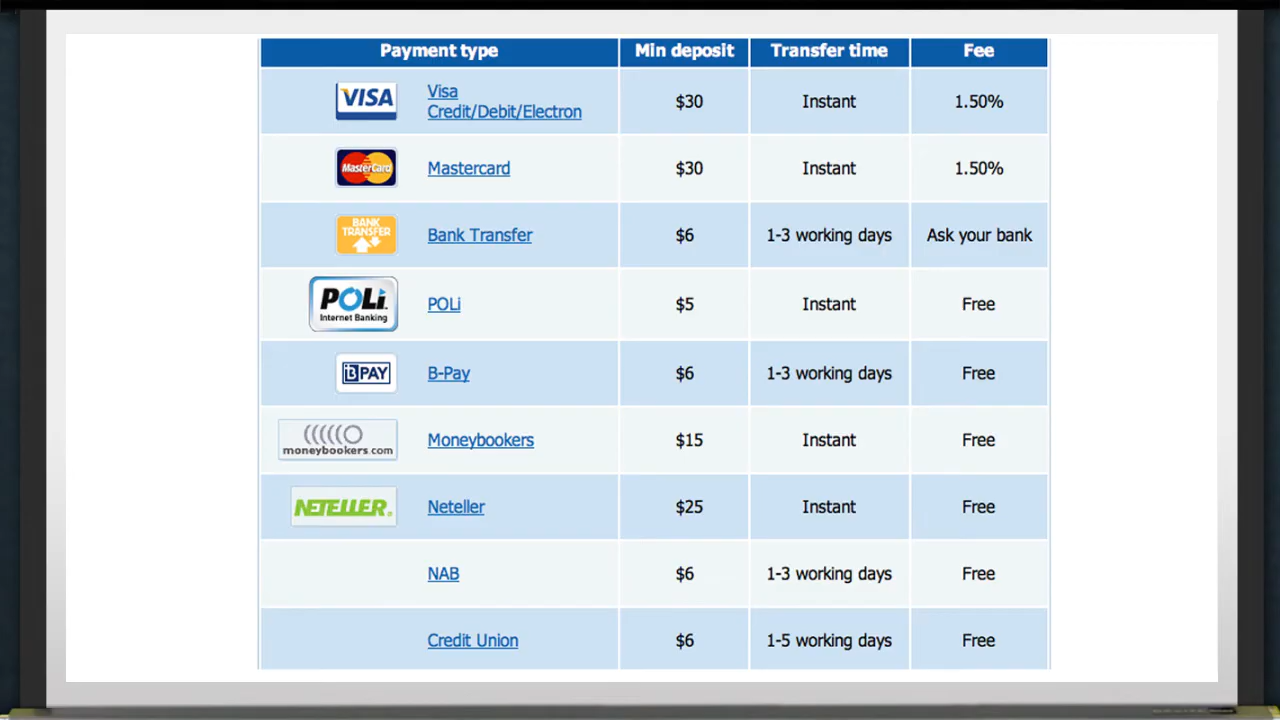 Payment type Min deposit Transfer time Fee
VISA Visa Credit/Debit/Electron $30 Instant 1.50%
MasterCard Mastercard $30 Instant 1.50%
BANK TRANSFER Bank Transfer $6 1-3 working days Ask your bank
POLi Internet Banking POLi $5 Instant Free
BPAY B-Pay $6 1-3 working days Free
moneybookers.com Moneybookers $15 Instant Free
NETELLER Neteller $25 Instant Free
NAB $6 1-3 working days Free
Credit Union $6 1-5 working days Free